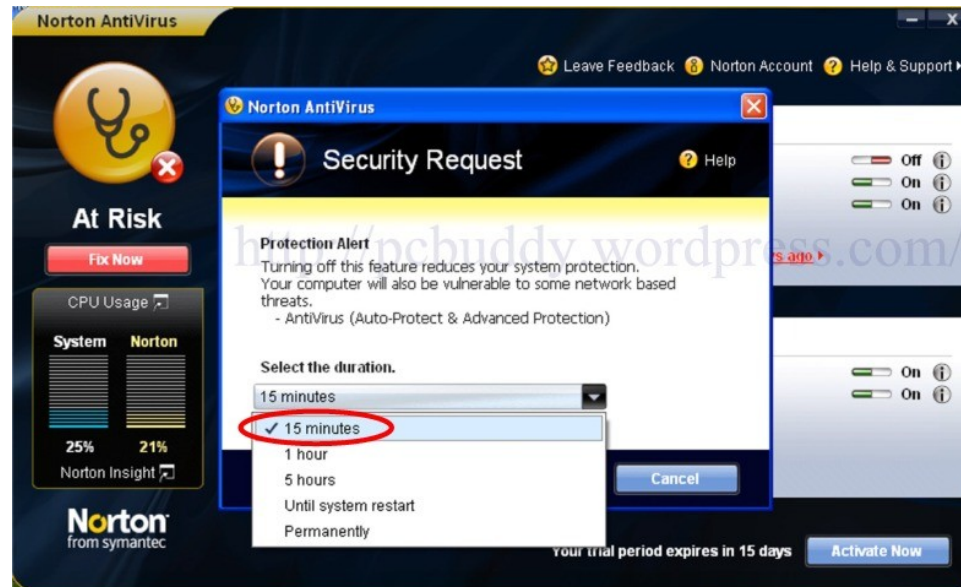 Norton AntiVirus
Leave Feedback Norton Account Help & Support
Norton AntiVirus
Security Request
Help
Off
On
On
At Risk
Fix Now
http://pcbuddy.wordpress.com/
Protection Alert
Turning off this feature reduces your system protection.
Your computer will also be vulnerable to some network based
threats.
- AntiVirus (Auto-Protect & Advanced Protection)
ago
CPU Usage
System Norton
25% 21%
Norton Insight
Select the duration.
15 minutes
15 minutes
1 hour
5 hours
Until system restart
Permanently
Cancel
On
On
Norton
from symantec
Your trial period expires in 15 days
Activate Now